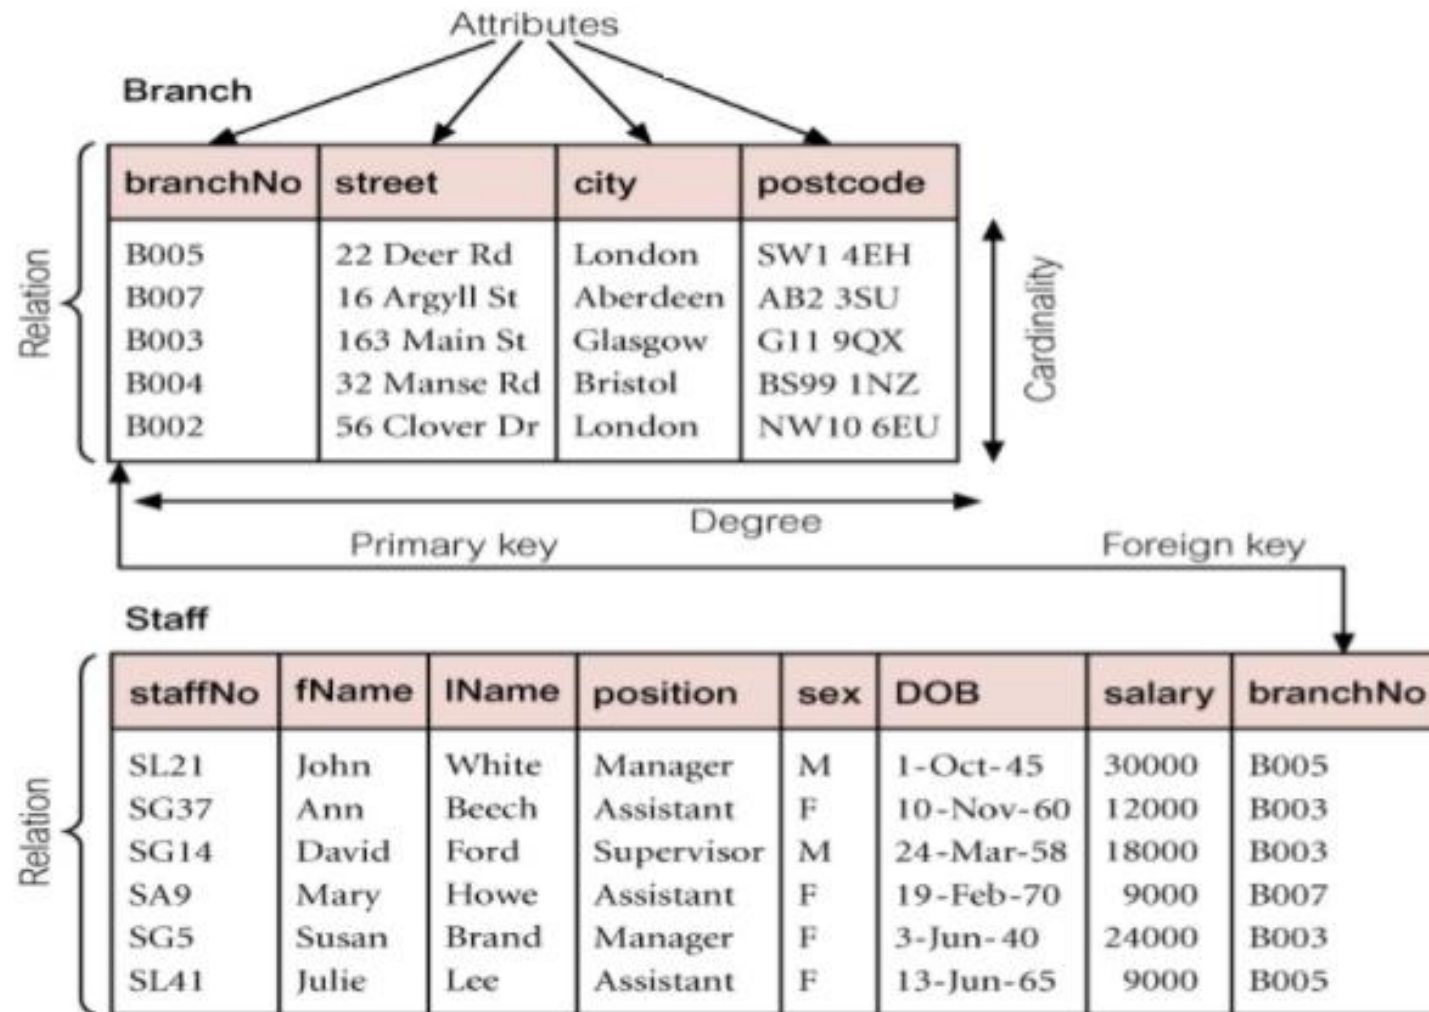 Attributes
Branch
branchNo street city postcode
B005 22 Deer Rd London SW1 4EH
B007 16 Argyll St Aberdeen AB2 3SU
B003 163 Main St Glasgow G11 9QX
B004 32 Manse Rd Bristol BS99 1NZ
B002 56 Clover Dr London NW10 6EU
Relation
Cardinality
Degree
Primary key Foreign key
Staff
staffNo fName lName position sex DOB salary branchNo
SL21 John White Manager M 1-Oct-45 30000 B005
SG37 Ann Beech Assistant F 10-Nov-60 12000 B003
SG14 David Ford Supervisor M 24-Mar-58 18000 B003
SA9 Mary Howe Assistant F 19-Feb-70 9000 B007
SG5 Susan Brand Manager F 3-Jun-40 24000 B003
SL41 Julie Lee Assistant F 13-Jun-65 9000 B005
Relation